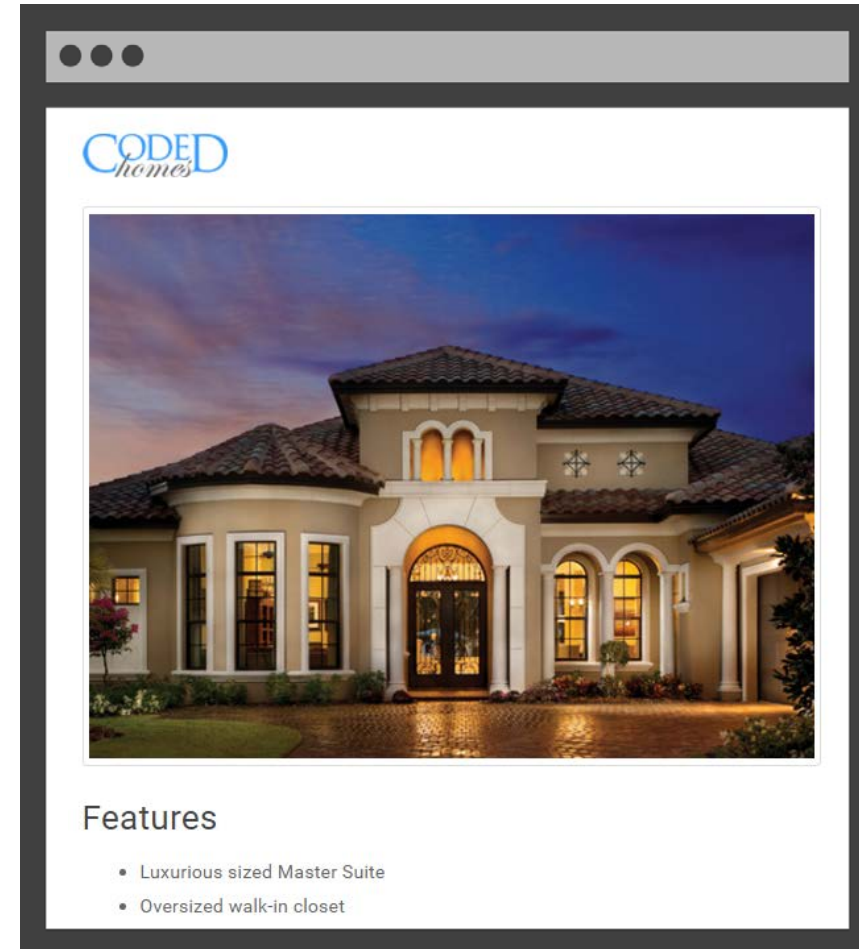 CODED
homes
Features
Luxurious sized Master Suite
Oversized walk-in closet